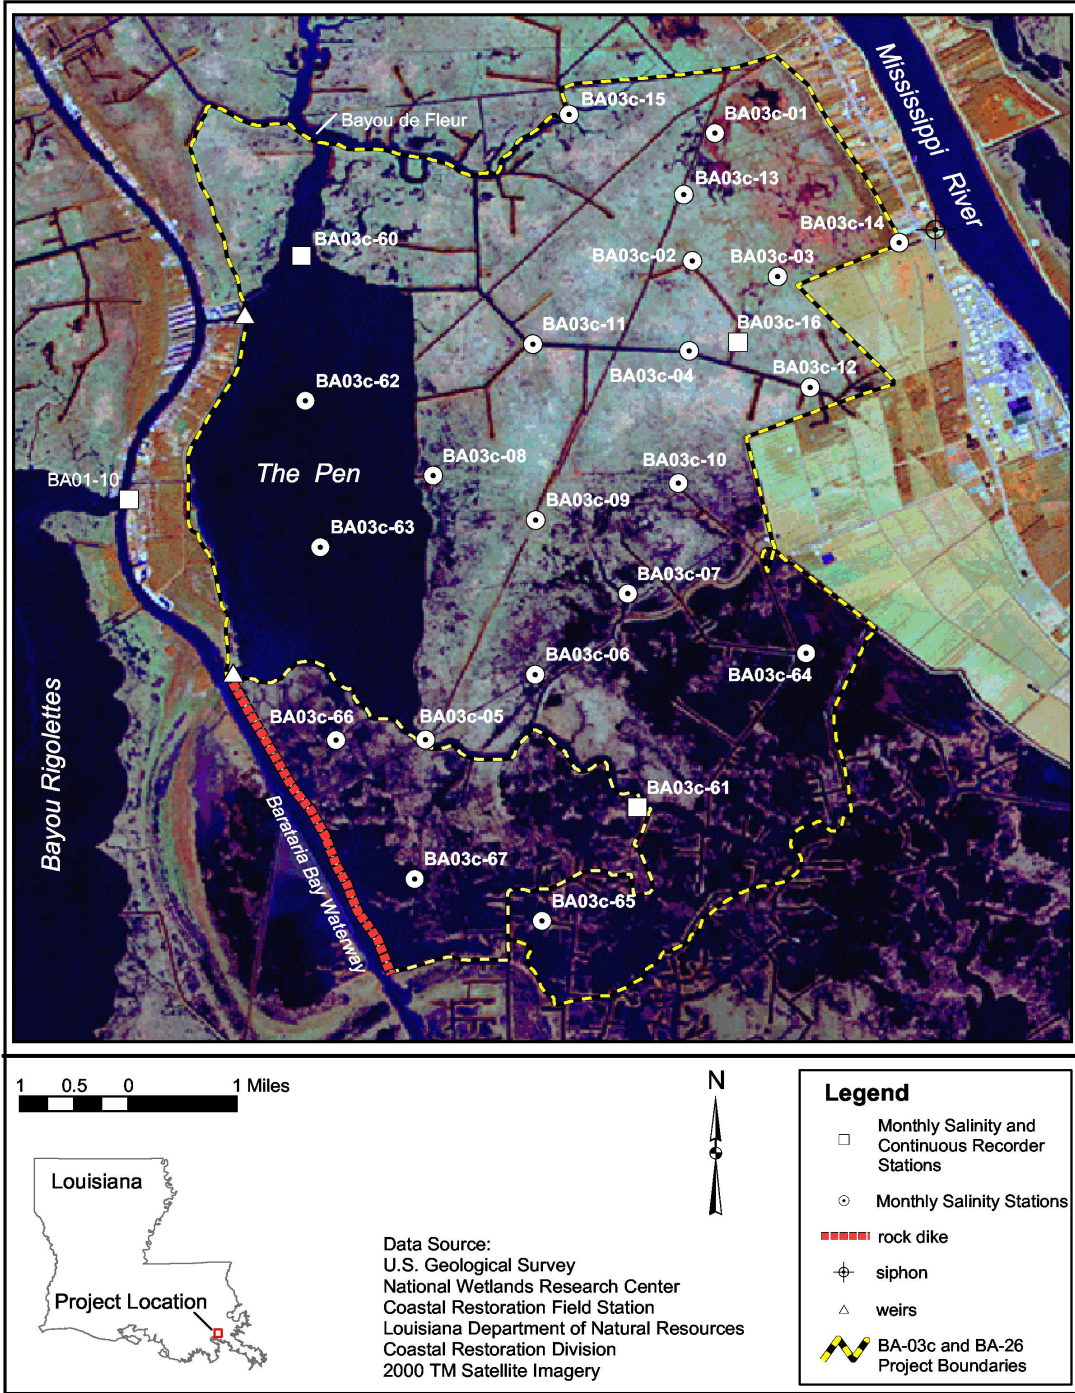 Mississippi River
BA03c-15
Bayou de Fleur
BA03c-01
BA03c-13
BA03c-14
BA03c-60
BA03c-02
BA03c-03
BA03c-16
BA03c-11
BA03c-04
BA03c-12
BA03c-62
The Pen
BA03c-08
BA03c-10
BA01-10
BA03c-09
BA03c-63
BA03c-07
BA03c-06
BA03c-64
BA03c-66
BA03c-05
Bayou Rigolettes
BA03c-61
Barataria Bay Waterway
BA03c-67
BA03c-65
1 0.5 0 1 Miles
N
Louisiana
Project Location
Data Source:
U.S. Geological Survey
National Wetlands Research Center
Coastal Restoration Field Station
Louisiana Department of Natural Resources
Coastal Restoration Division
2000 TM Satellite Imagery
Legend
Monthly Salinity and
Continuous Recorder
Stations
Monthly Salinity Stations
rock dike
siphon
weirs
BA-03c and BA-26
Project Boundaries